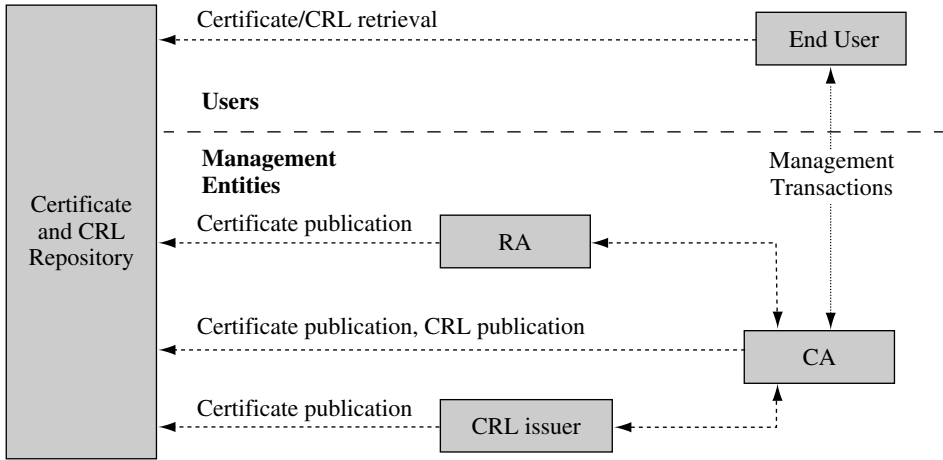 Certificate/CRL retrieval
End User
Users
Management
Entities
Management
Transactions
Certificate
and CRL
Repository
Certificate publication
RA
Certificate publication, CRL publication
CA
Certificate publication
CRL issuer